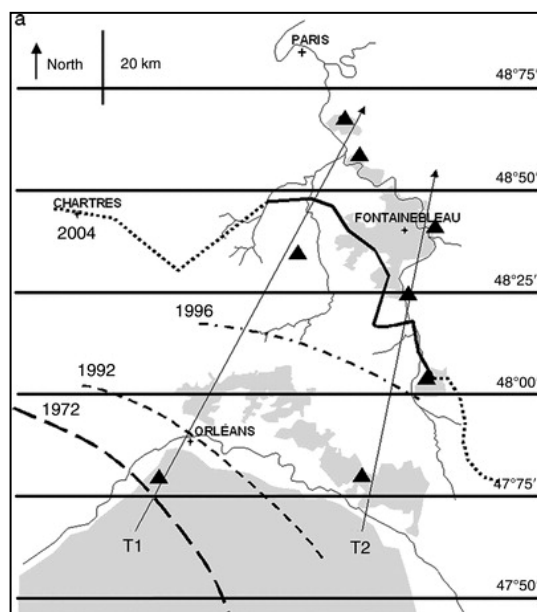 a
PARIS
North
20 km
48°75'
48°50'
CHARTRES
2004
FONTAINEBLEAU
48°25'
1996
1992
48°00'
1972
ORLÉANS
47°75'
T1
T2
47°50'